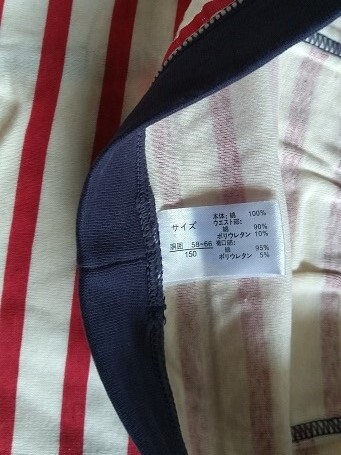 サイズ
胴囲 58~66
150
本体: 綿 100%
ウエスト部:
綿 90%
ポリウレタン 10%
裾口部:
綿 95%
ポリウレタン 5%